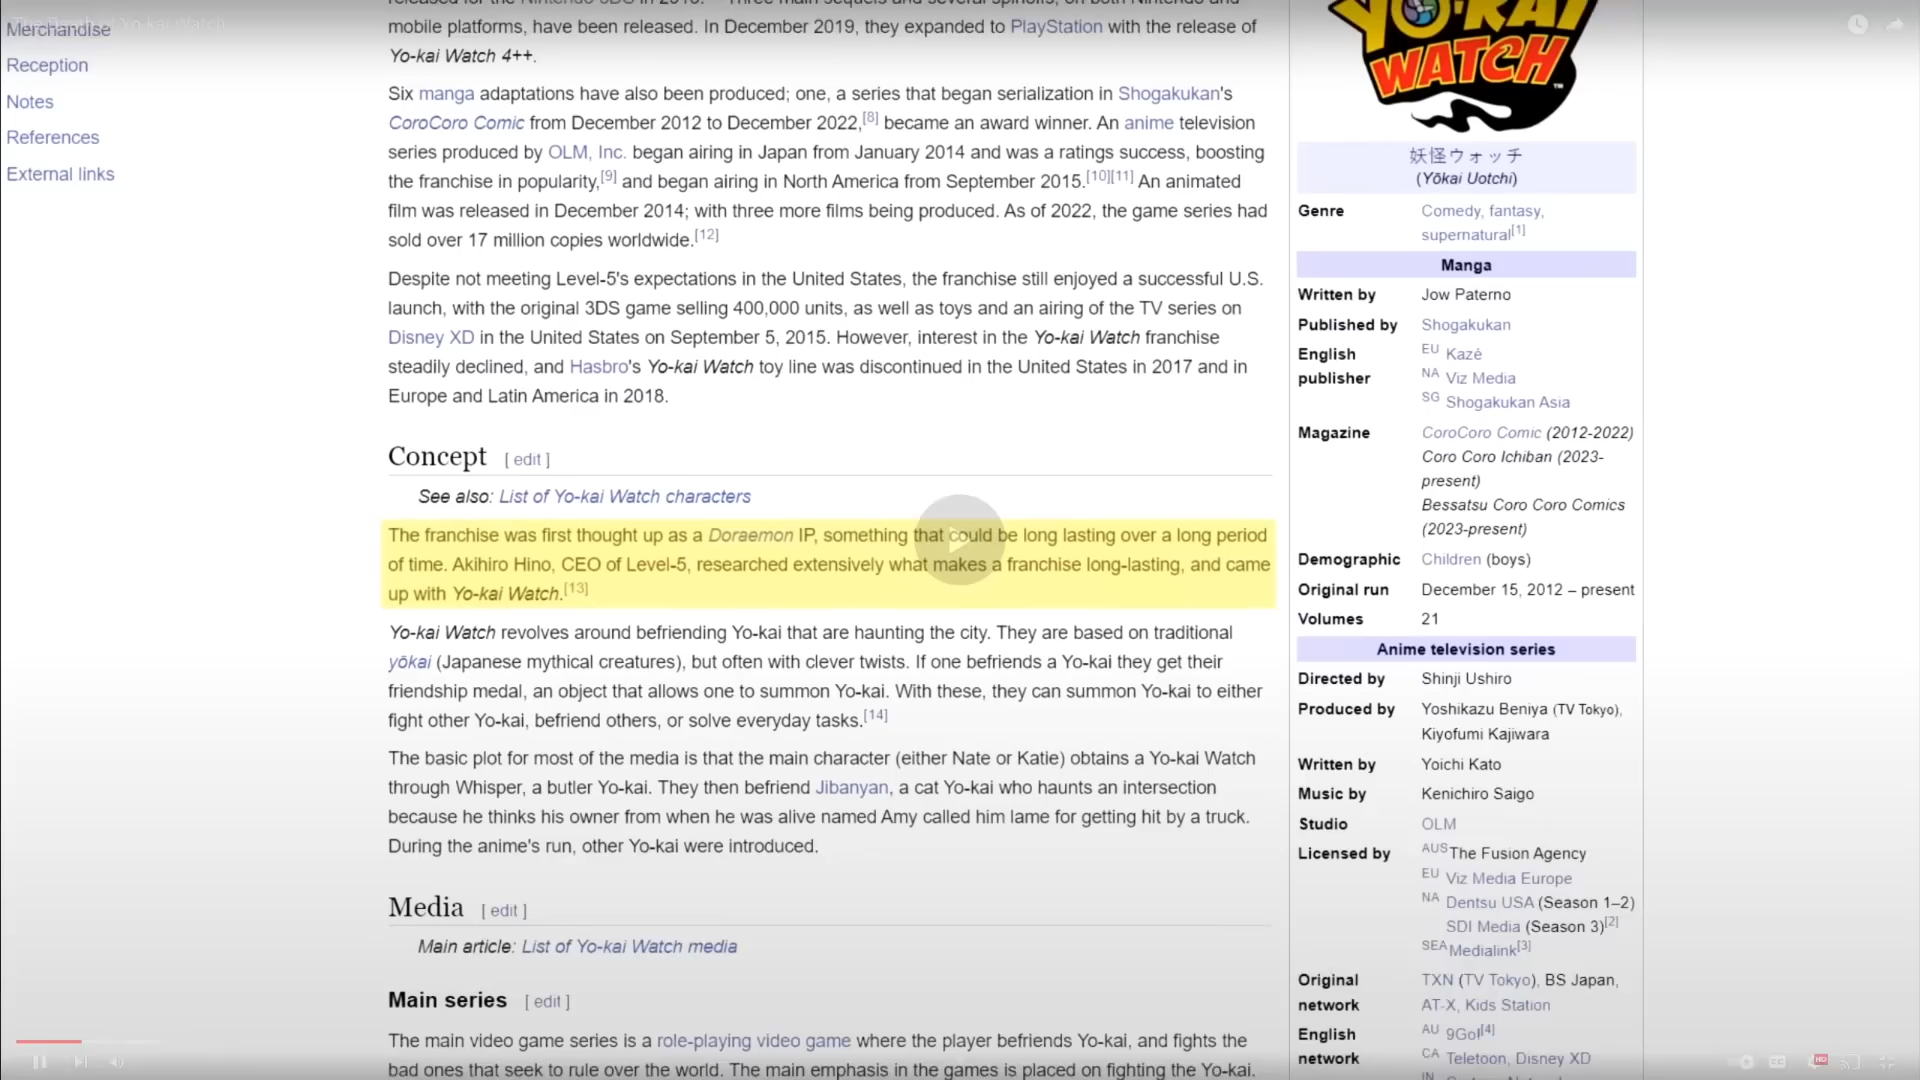 Merchandise
Reception
Notes
References
External links
mobile platforms, have been released. In December 2019, they expanded to PlayStation with the release of
Yo-kai Watch 4++.
Six manga adaptations have also been produced; one, a series that began serialization in Shogakukan's
CoroCoro Comic from December 2012 to December 2022,[8] became an award winner. An anime television
series produced by OLM, Inc. began airing in Japan from January 2014 and was a ratings success, boosting
the franchise in popularity,[9] and began airing in North America from September 2015.[10][11] An animated
film was released in December 2014; with three more films being produced. As of 2022, the game series had
sold over 17 million copies worldwide.[12]
Despite not meeting Level-5's expectations in the United States, the franchise still enjoyed a successful U.S.
launch, with the original 3DS game selling 400,000 units, as well as toys and an airing of the TV series on
Disney XD in the United States on September 5, 2015. However, interest in the Yo-kai Watch franchise
steadily declined, and Hasbro's Yo-kai Watch toy line was discontinued in the United States in 2017 and in
Europe and Latin America in 2018.
Concept [ edit ]
See also: List of Yo-kai Watch characters
The franchise was first thought up as a Doraemon IP, something that could be long lasting over a long period
of time. Akihiro Hino, CEO of Level-5, researched extensively what makes a franchise long-lasting, and came
up with Yo-kai Watch.[13]
Yo-kai Watch revolves around befriending Yo-kai that are haunting the city. They are based on traditional
yōkai (Japanese mythical creatures), but often with clever twists. If one befriends a Yo-kai they get their
friendship medal, an object that allows one to summon Yo-kai. With these, they can summon Yo-kai to either
fight other Yo-kai, befriend others, or solve everyday tasks.[14]
The basic plot for most of the media is that the main character (either Nate or Katie) obtains a Yo-kai Watch
through Whisper, a butler Yo-kai. They then befriend Jibanyan, a cat Yo-kai who haunts an intersection
because he thinks his owner from when he was alive named Amy called him lame for getting hit by a truck.
During the anime's run, other Yo-kai were introduced.
Media [ edit ]
Main article: List of Yo-kai Watch media
Main series [ edit ]
The main video game series is a role-playing video game where the player befriends Yo-kai, and fights the
bad ones that seek to rule over the world. The main emphasis in the games is placed on fighting the Yo-kai.
YO-KAI
WATCH
妖怪ウォッチ
(Yōkai Uotchi)
Genre Comedy, fantasy,
supernatural[1]
Manga
Written by Jow Paterno
Published by Shogakukan
English EU Kazé
publisher NA Viz Media
SG Shogakukan Asia
Magazine CoroCoro Comic (2012-2022)
Coro Coro Ichiban (2023-
present)
Bessatsu Coro Coro Comics
(2023-present)
Demographic Children (boys)
Original run December 15, 2012 – present
Volumes 21
Anime television series
Directed by Shinji Ushiro
Produced by Yoshikazu Beniya (TV Tokyo),
Kiyofumi Kajiwara
Written by Yoichi Kato
Music by Kenichiro Saigo
Studio OLM
Licensed by AUS The Fusion Agency
EU Viz Media Europe
NA Dentsu USA (Season 1–2)
SDI Media (Season 3)[2]
SEA Medialink[3]
Original TXN (TV Tokyo), BS Japan,
network AT-X, Kids Station
English AU 9Go![4]
network CA Teletoon, Disney XD